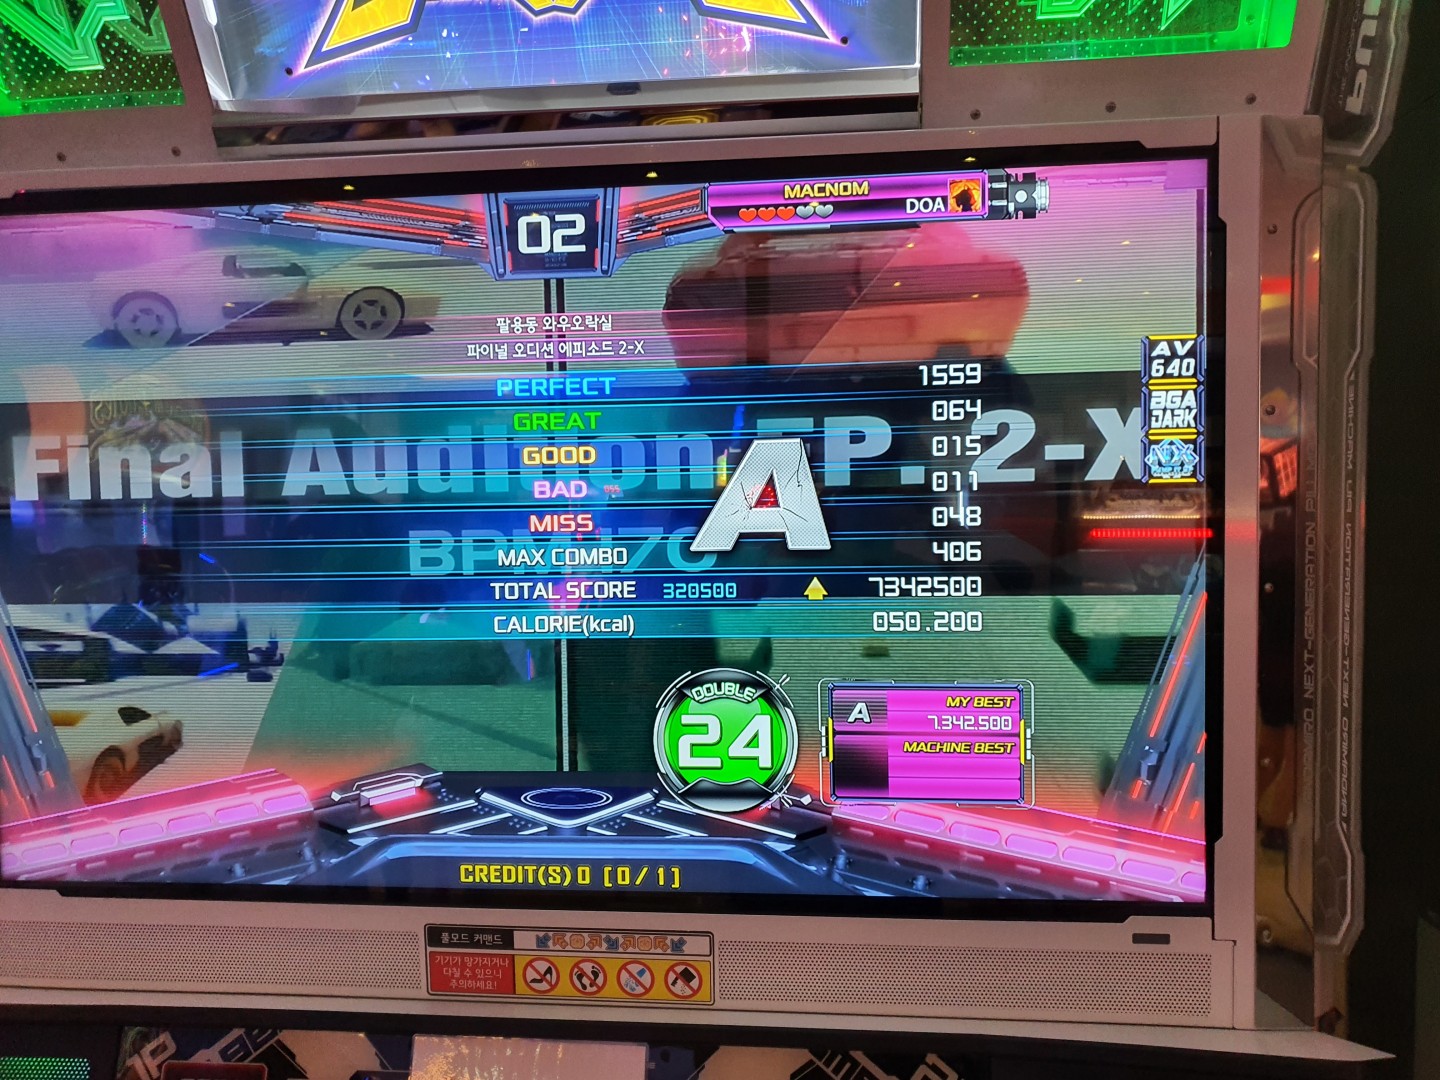 MACNOM
DOA
02
팔용동 와우오락실
파이널 오디션 에피소드 2-X
Final Audition EP. 2-X
BPM 170
PERFECT 1559
GREAT 064
GOOD 015
BAD 011
MISS 048
MAX COMBO 406
TOTAL SCORE 320500 7342500
CALORIE(kcal) 050.200
A
AV
640
BGA
DARK
NX
DOUBLE
24
A
MY BEST
7,342,500
MACHINE BEST
CREDIT(S) 0 [0/1]
풀모드 커맨드
기기가 망가지거나
다칠 수 있으니
주의하세요!